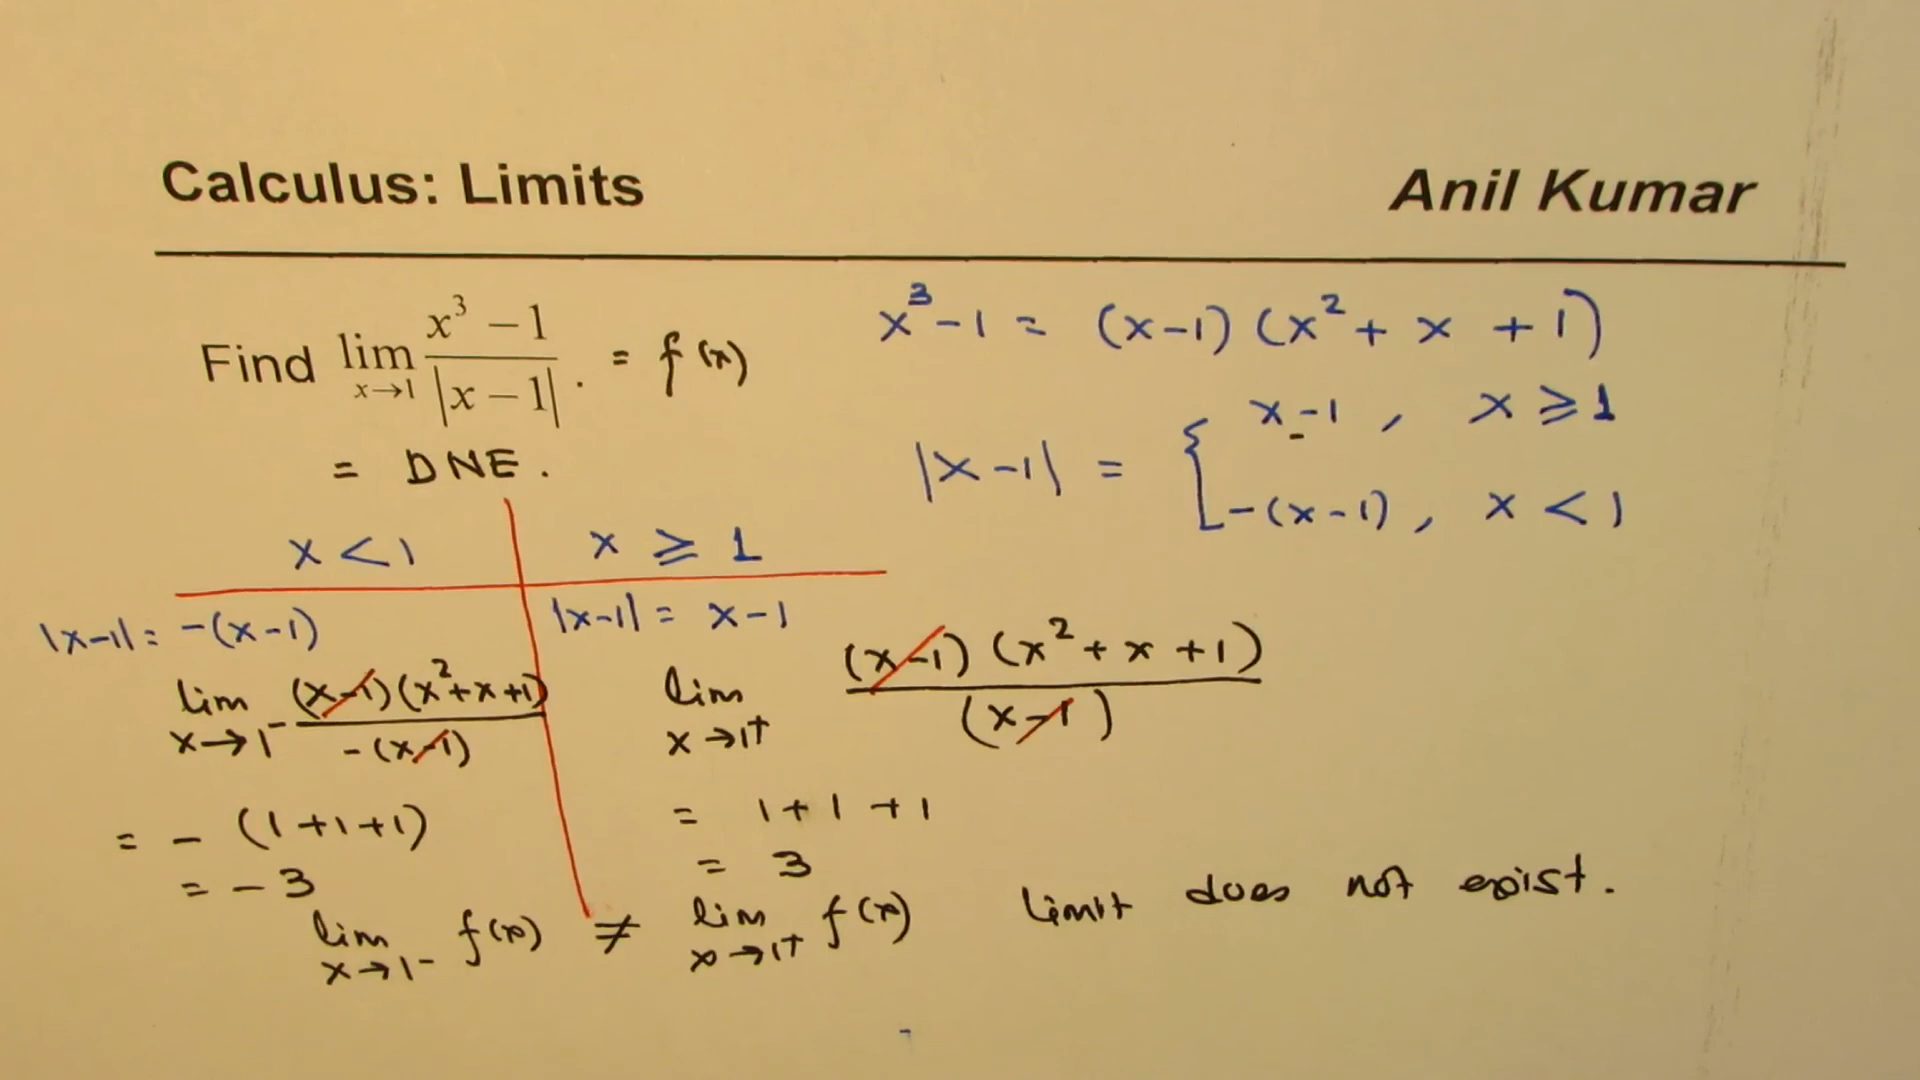 Calculus: Limits Anil Kumar
Find lim x→1 x³ − 1 / |x − 1| . = f(x)
= DNE.
x³ - 1 = (x-1) (x² + x + 1)
|x-1| = { x-1 , x ≥ 1
-(x-1) , x < 1
x < 1
x ≥ 1
|x-1| = -(x-1)
lim x→1⁻ (x-1)(x²+x+1) / -(x-1)
= - (1+1+1)
= -3
|x-1| = x-1
lim x→1⁺ (x-1) (x² + x + 1) / (x-1)
= 1+1+1
= 3
lim x→1⁻ f(x) ≠ lim x→1⁺ f(x) Limit does not exist.